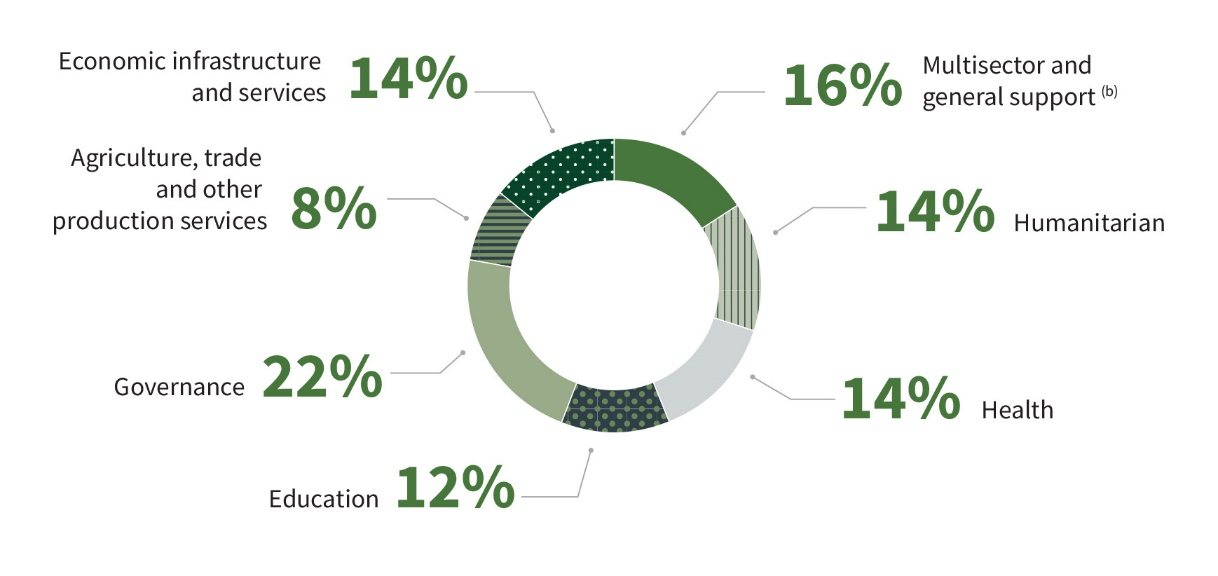 Economic infrastructure
and services
14%
16%
Multisector and
general support (b)
Agriculture, trade
and other
production services
8%
14%
Humanitarian
Governance
22%
14%
Health
Education
12%